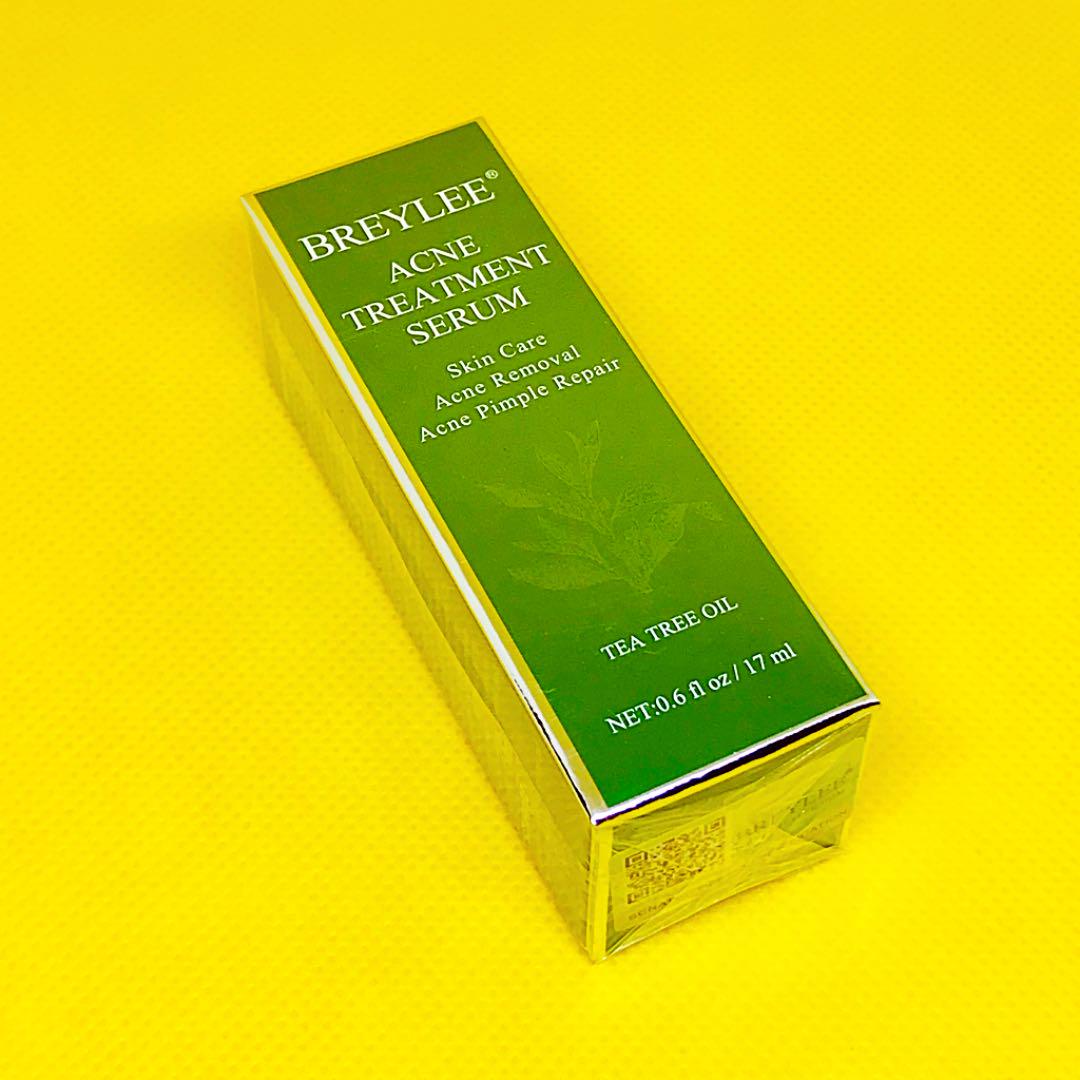 BREYLEE®
ACNE
TREATMENT
SERUM
Skin Care
Acne Removal
Acne Pimple Repair
TEA TREE OIL
NET:0.6 fl oz / 17 ml